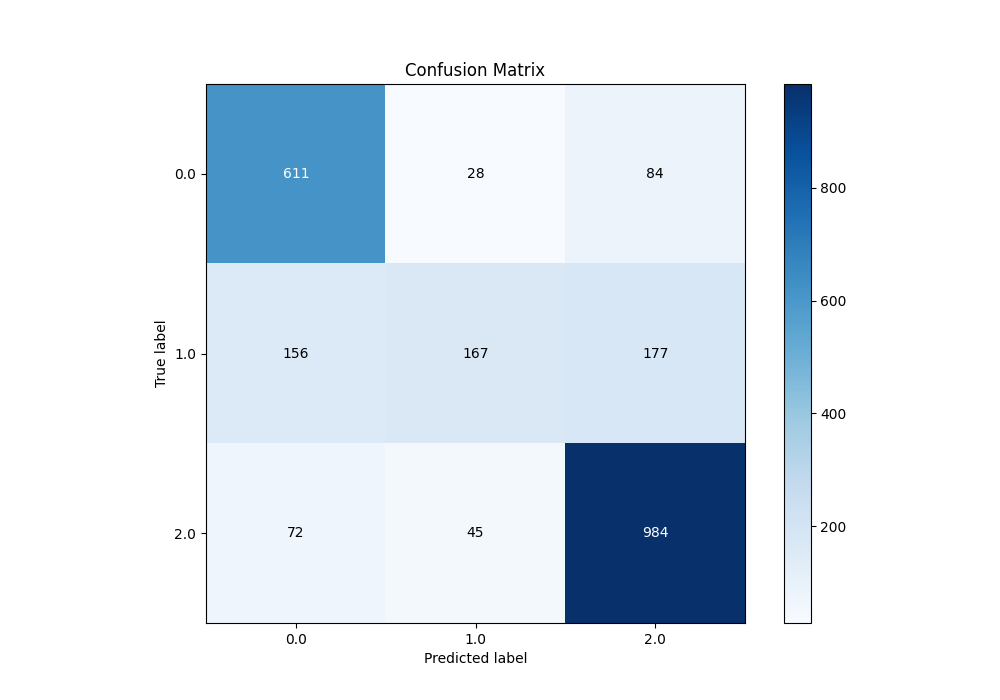 Confusion Matrix
True label
0.0 611 28 84
1.0 156 167 177
2.0 72 45 984
0.0 1.0 2.0
Predicted label
800
600
400
200